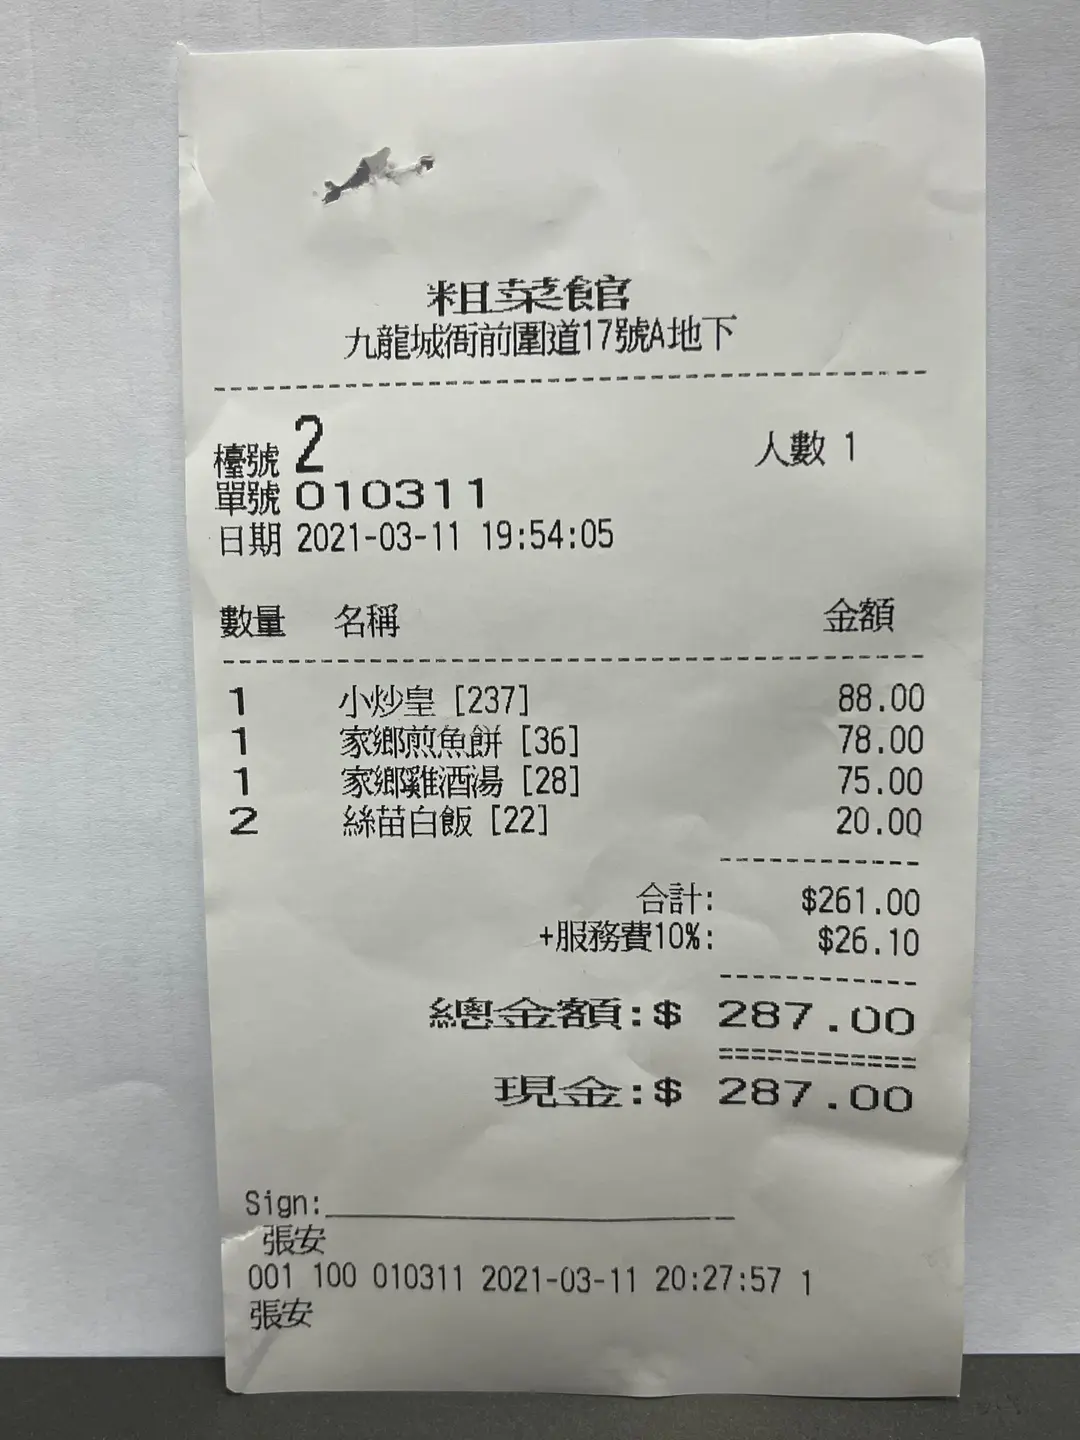 粗菜館
九龍城衙前圍道17號A地下
檯號 2 人數 1
單號 010311
日期 2021-03-11 19:54:05
數量 名稱 金額
1 小炒皇 [237] 88.00
1 家鄉煎魚餅 [36] 78.00
1 家鄉雞酒湯 [28] 75.00
2 絲苗白飯 [22] 20.00
合計: $261.00
+服務費10%: $26.10
總金額:$ 287.00
現金:$ 287.00
Sign:
張安
001 100 010311 2021-03-11 20:27:57 1
張安